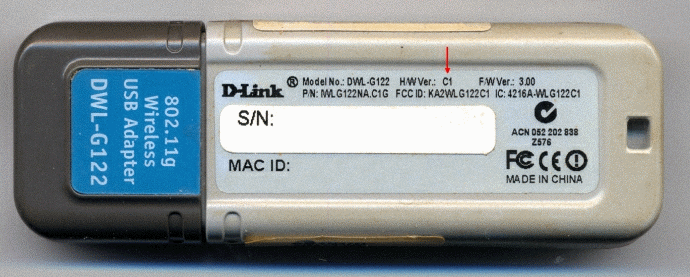 802.11g
Wireless
USB Adapter
DWL-G122
D-Link ® Model No.: DWL-G122 H/W Ver.: C1 F/W Ver.: 3.00
P/N: IWLG122NA.C1G FCC ID: KA2WLG122C1 IC: 4216A-WLG122C1
S/N:
ACN 052 202 838
Z576
MAC ID:
FC CE
MADE IN CHINA